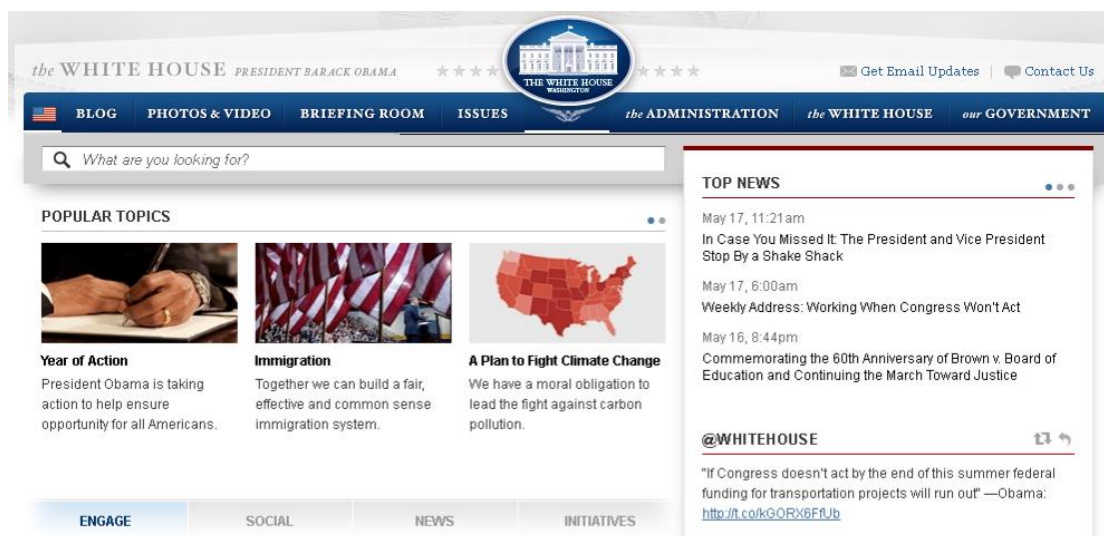 the WHITE HOUSE PRESIDENT BARACK OBAMA
THE WHITE HOUSE
WASHINGTON
Get Email Updates | Contact Us
BLOG PHOTOS & VIDEO BRIEFING ROOM ISSUES the ADMINISTRATION the WHITE HOUSE our GOVERNMENT
What are you looking for?
POPULAR TOPICS
Year of Action
President Obama is taking
action to help ensure
opportunity for all Americans.
Immigration
Together we can build a fair,
effective and common sense
immigration system.
A Plan to Fight Climate Change
We have a moral obligation to
lead the fight against carbon
pollution.
ENGAGE SOCIAL NEWS INITIATIVES
TOP NEWS
May 17, 11:21am
In Case You Missed It: The President and Vice President
Stop By a Shake Shack
May 17, 6:00am
Weekly Address: Working When Congress Won't Act
May 16, 8:44pm
Commemorating the 60th Anniversary of Brown v. Board of
Education and Continuing the March Toward Justice
@WHITEHOUSE
"If Congress doesn't act by the end of this summer federal
funding for transportation projects will run out" —Obama:
http://t.co/kGORX6FfUb